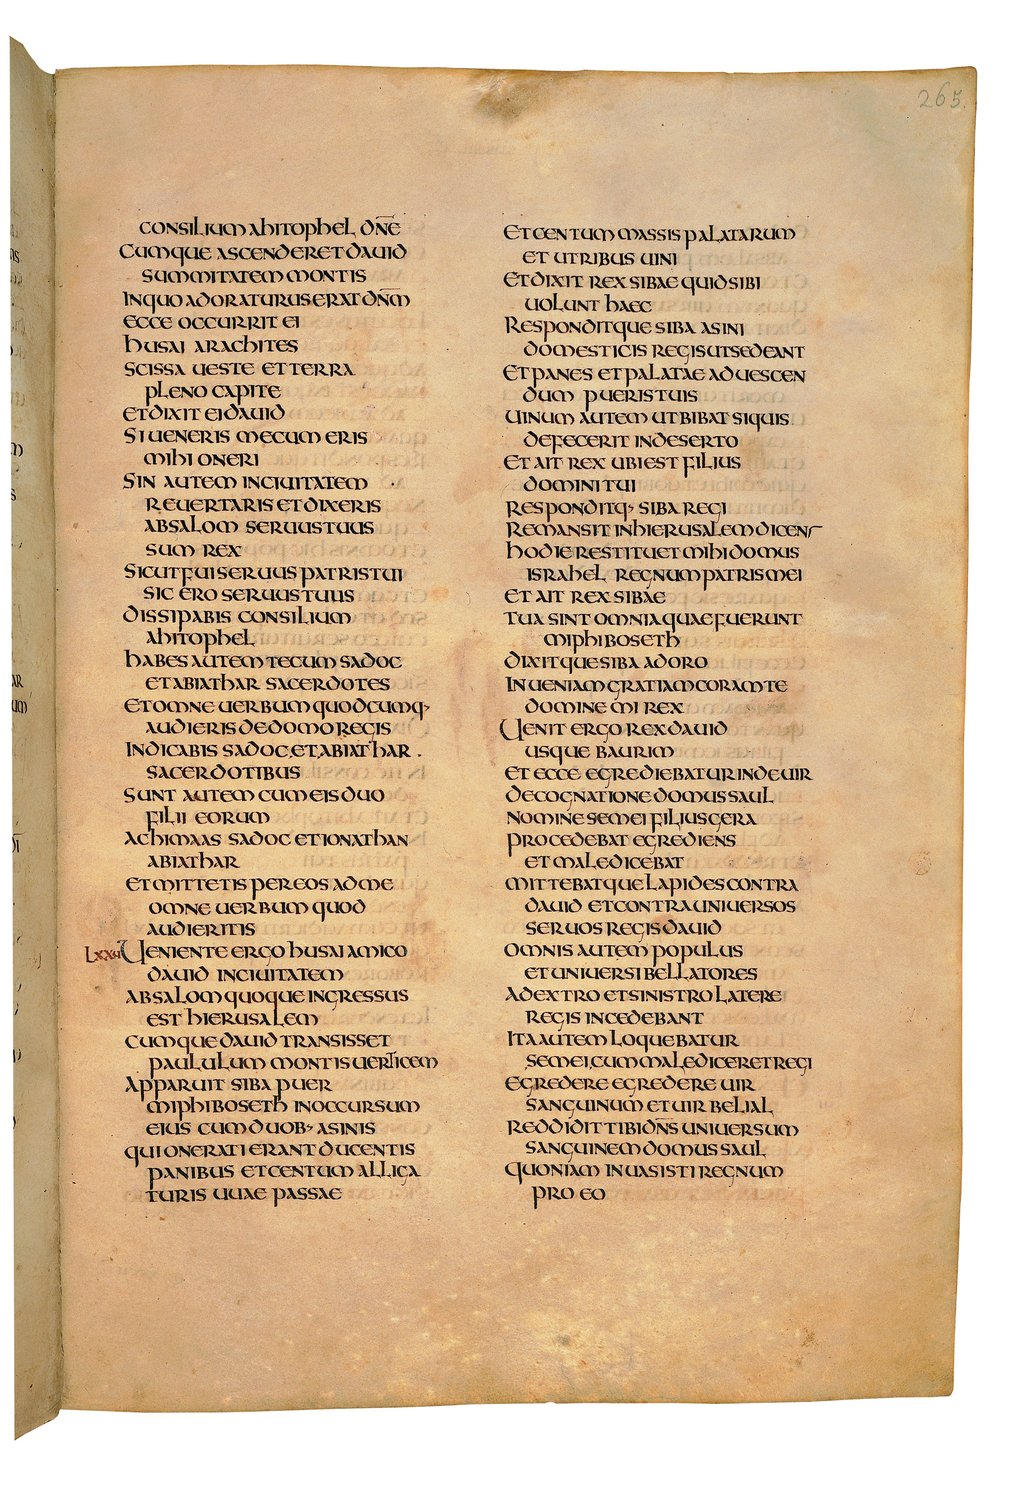 265.
CONSILIUM AHITOPHEL DN̄E
CUMQUE ASCENDERET DAUID
SUMMITATEM MONTIS
IN QUO ADORATURUS ERAT DN̄M
ECCE OCCURRIT EI
HUSAI ARACHITES
SCISSA UESTE ET TERRA
PLENO CAPITE
ET DIXIT EI DAUID
SI UENERIS MECUM ERIS
MIHI ONERI
SIN AUTEM IN CIUITATEM
REUERTARIS ET DIXERIS
ABSALOM SERUUS TUUS
SUM REX
SICUT FUI SERUUS PATRIS TUI
SIC ERO SERUUS TUUS
DISSIPABIS CONSILIUM
AHITOPHEL
HABES AUTEM TECUM SADOC
ET ABIATHAR SACERDOTES
ET OMNE UERBUM QUODCUMQ·
AUDIERIS DE DOMO REGIS
INDICABIS SADOC ET ABIATHAR
SACERDOTIBUS
SUNT AUTEM CUM EIS DUO
FILII EORUM
ACHIMAAS SADOC ET IONATHAN
ABIATHAR
ET MITTETIS PER EOS AD ME
OMNE UERBUM QUOD
AUDIERITIS
UENIENTE ERGO HUSAI AMICO
DAUID IN CIUITATEM
ABSALOM QUOQUE INGRESSUS
EST HIERUSALEM
CUMQUE DAUID TRANSISSET
PAULULUM MONTIS UERTICEM
APPARUIT SIBA PUER
MIPHIBOSETH IN OCCURSUM
EIUS CUM DUOB· ASINIS
QUI ONERATI ERANT DUCENTIS
PANIBUS ET CENTUM ALLIGA
TURIS UUAE PASSAE
ET CENTUM MASSIS PALATARUM
ET UTRIBUS UINI
ET DIXIT REX SIBAE QUID SIBI
UOLUNT HAEC
RESPONDITQUE SIBA ASINI
DOMESTICIS REGIS UT SEDEANT
ET PANES ET PALATAE AD UESCEN
DUM PUERIS TUIS
UINUM AUTEM UT BIBAT SIQUIS
DEFECERIT IN DESERTO
ET AIT REX UBI EST FILIUS
DOMINI TUI
RESPONDITQ· SIBA REGI
REMANSIT IN HIERUSALEM DICENS
HODIE RESTITUET MIHI DOMUS
ISRAHEL REGNUM PATRIS MEI
ET AIT REX SIBAE
TUA SINT OMNIA QUAE FUERUNT
MIPHIBOSETH
DIXITQUE SIBA ADORO
INUENIAM GRATIAM CORAM TE
DOMINE MI REX
UENIT ERGO REX DAUID
USQUE BAURIM
ET ECCE EGREDIEBATUR INDE UIR
DE COGNATIONE DOMUS SAUL
NOMINE SEMEI FILIUS GERA
PROCEDEBAT EGREDIENS
ET MALEDICEBAT
MITTEBATQUE LAPIDES CONTRA
DAUID ET CONTRA UNIUERSOS
SERUOS REGIS DAUID
OMNIS AUTEM POPULUS
ET UNIUERSI BELLATORES
A DEXTRO ET SINISTRO LATERE
REGIS INCEDEBANT
ITA AUTEM LOQUEBATUR
SEMEI CUM MALEDICERET REGI
EGREDERE EGREDERE UIR
SANGUINUM ET UIR BELIAL
REDDIDIT TIBI DN̄S UNIUERSUM
SANGUINEM DOMUS SAUL
QUONIAM INUASISTI REGNUM
PRO EO